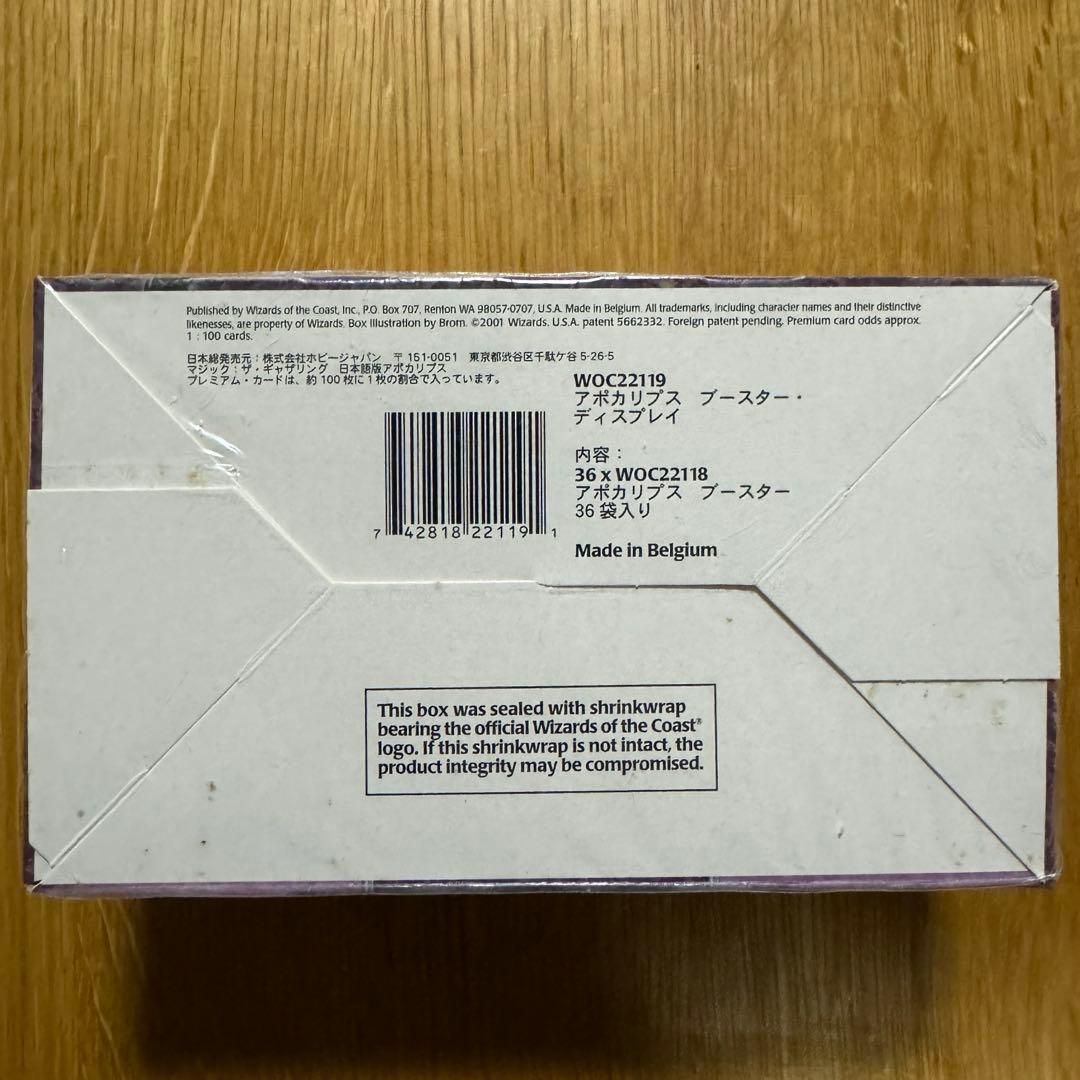 Published by Wizards of the Coast, Inc., P.O. Box 707, Renton WA 98057-0707, U.S.A. Made in Belgium. All trademarks, including character names and their distinctive
likenesses, are property of Wizards. Box illustration by Brom. ©2001 Wizards. U.S.A. patent 5662332. Foreign patent pending. Premium card odds approx.
1 : 100 cards.
日本総発売元：株式会社ホビージャパン 〒151-0051 東京都渋谷区千駄ケ谷 5-26-5
マジック：ザ・ギャザリング 日本語版アポカリプス
プレミアム・カードは、約100枚に1枚の割合で入っています。
WOC22119
アポカリプス ブースター・
ディスプレイ
内容：
36 x WOC22118
アポカリプス ブースター
36 袋入り
7 42818 22119 1
Made in Belgium
This box was sealed with shrinkwrap
bearing the official Wizards of the Coast®
logo. If this shrinkwrap is not intact, the
product integrity may be compromised.